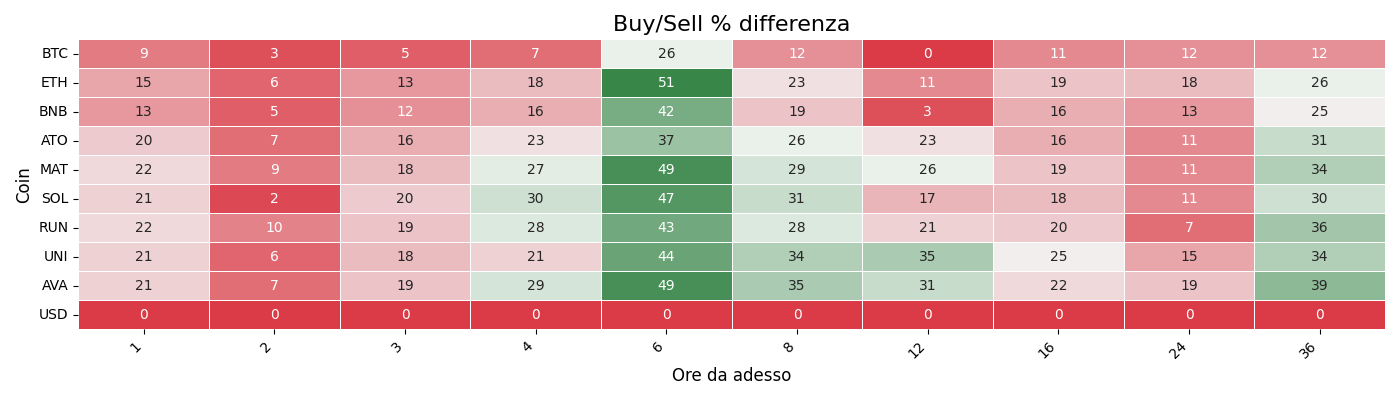 Buy/Sell % differenza
Coin
BTC 9 3 5 7 26 12 0 11 12 12
ETH 15 6 13 18 51 23 11 19 18 26
BNB 13 5 12 16 42 19 3 16 13 25
ATO 20 7 16 23 37 26 23 16 11 31
MAT 22 9 18 27 49 29 26 19 11 34
SOL 21 2 20 30 47 31 17 18 11 30
RUN 22 10 19 28 43 28 21 20 7 36
UNI 21 6 18 21 44 34 35 25 15 34
AVA 21 7 19 29 49 35 31 22 19 39
USD 0 0 0 0 0 0 0 0 0 0
1 2 3 4 6 8 12 16 24 36
Ore da adesso